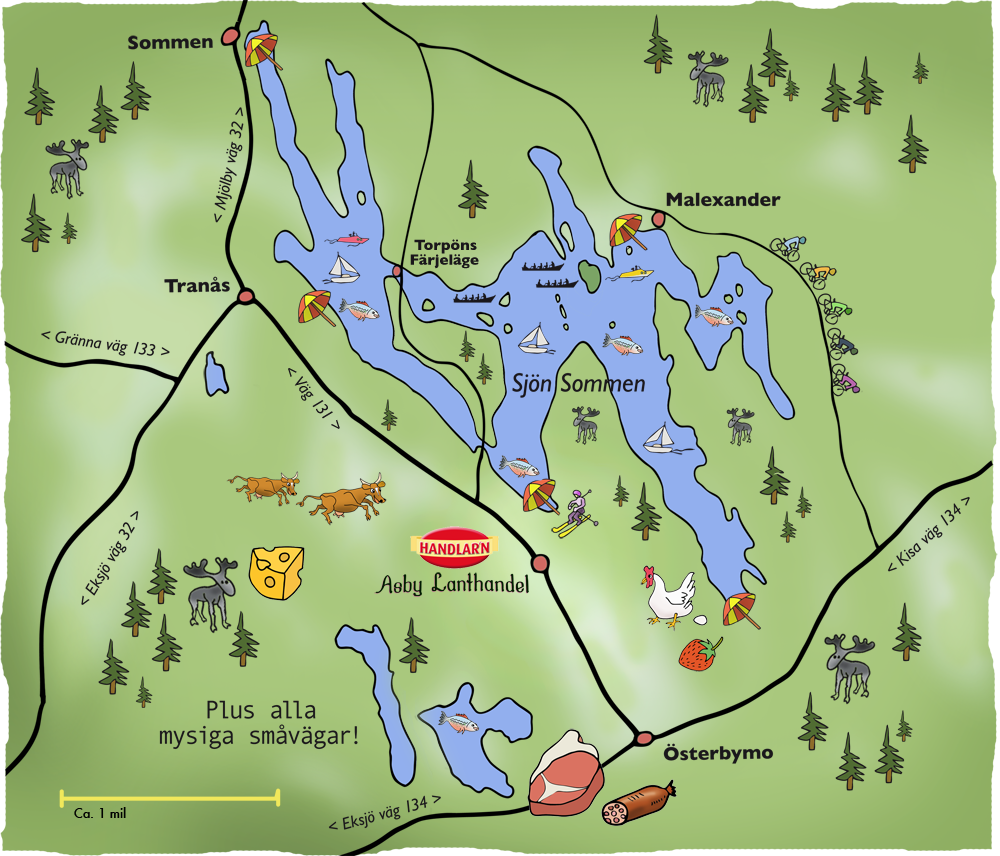 Sommen
< Mjölby väg 32 >
Malexander
Torpöns
Färjeläge
Tranås
< Gränna väg 133 >
< Väg 131 >
Sjön Sommen
< Eksjö väg 32 >
< Kisa väg 134 >
HANDLAR'N
Asby Lanthandel
Plus alla
mysiga småvägar!
Österbymo
Ca. 1 mil
< Eksjö väg 134 >